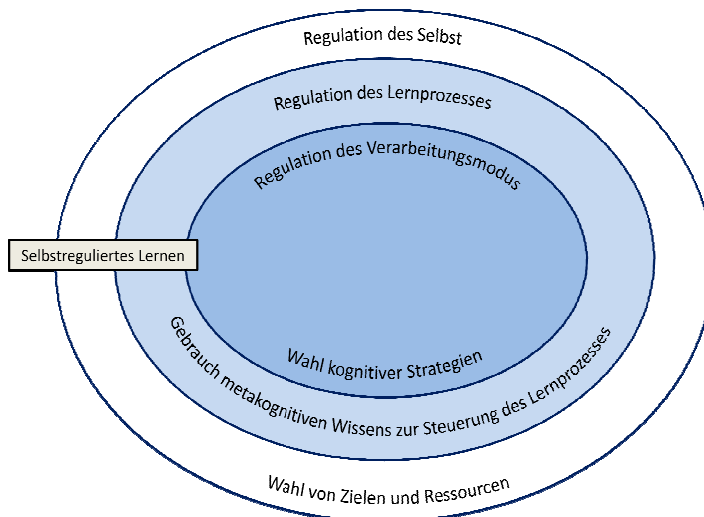 Regulation des Selbst
Regulation des Lernprozesses
Regulation des Verarbeitungsmodus
Selbstreguliertes Lernen
Wahl kognitiver Strategien
Gebrauch metakognitiven Wissens zur Steuerung des Lernprozesses
Wahl von Zielen und Ressourcen